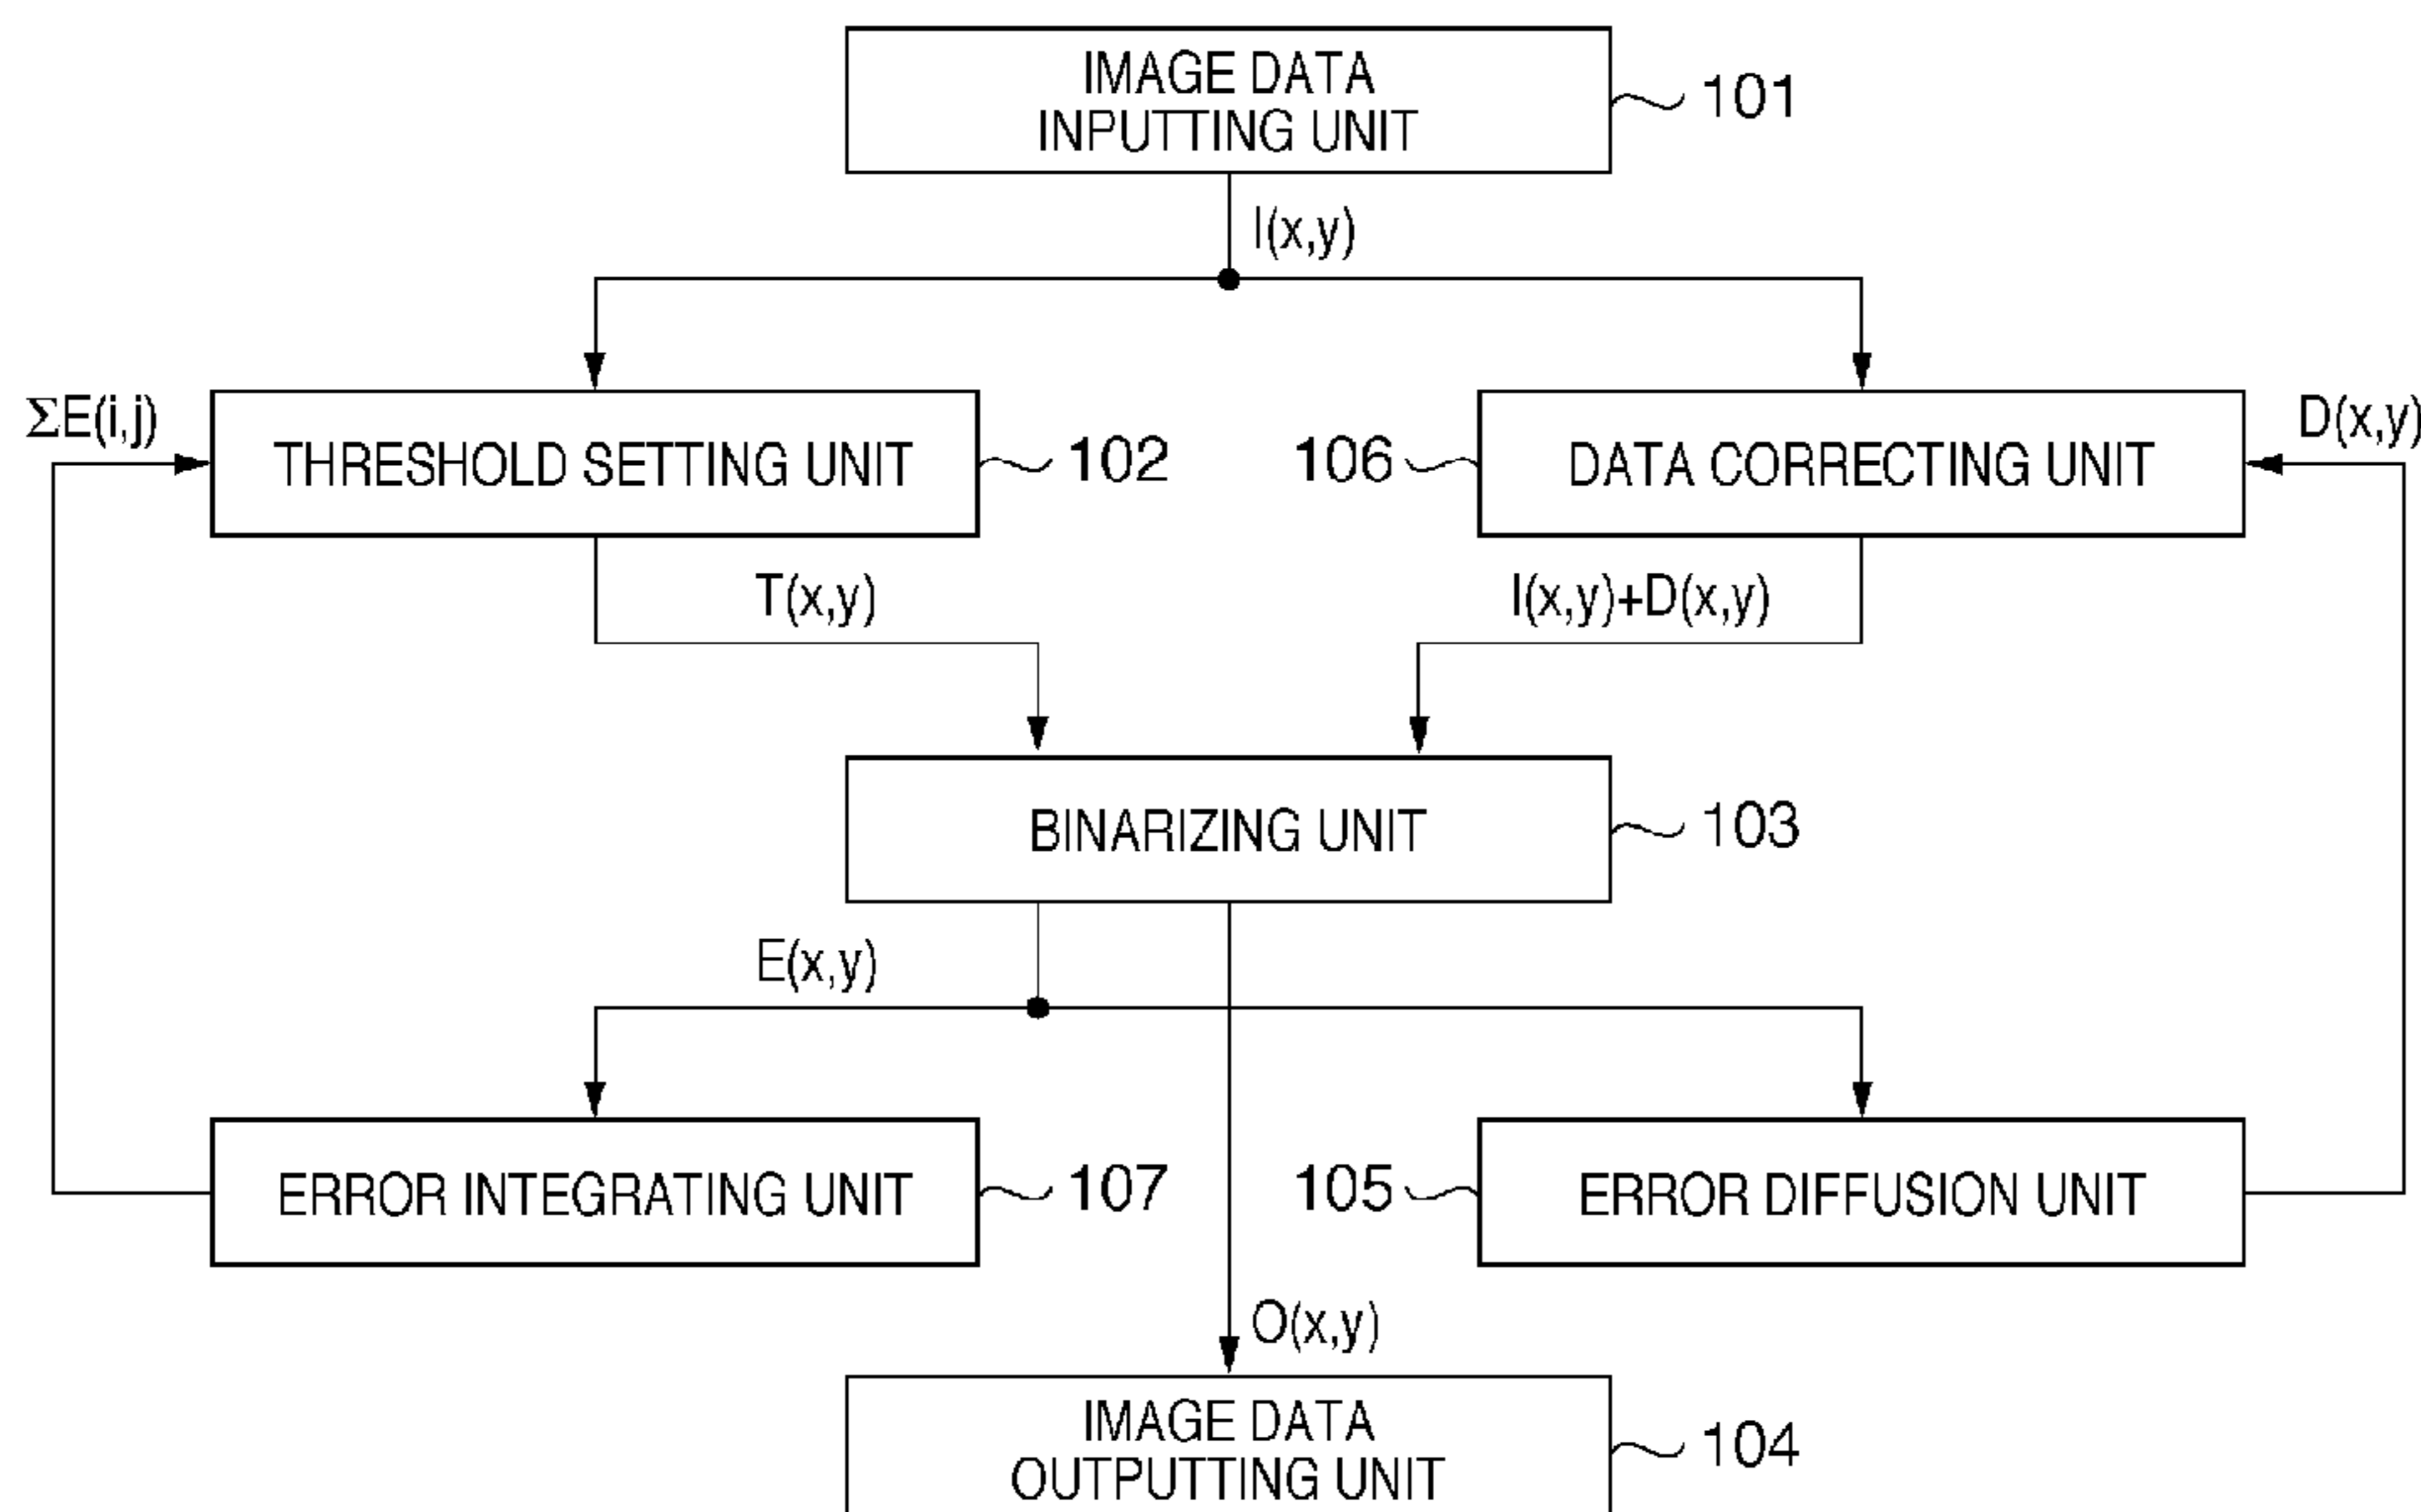 IMAGE DATA
INPUTTING UNIT
101
I(x,y)
ΣE(i,j)
THRESHOLD SETTING UNIT
102
106
DATA CORRECTING UNIT
D(x,y)
T(x,y)
I(x,y)+D(x,y)
BINARIZING UNIT
103
E(x,y)
ERROR INTEGRATING UNIT
107
105
ERROR DIFFUSION UNIT
O(x,y)
IMAGE DATA
OUTPUTTING UNIT
104